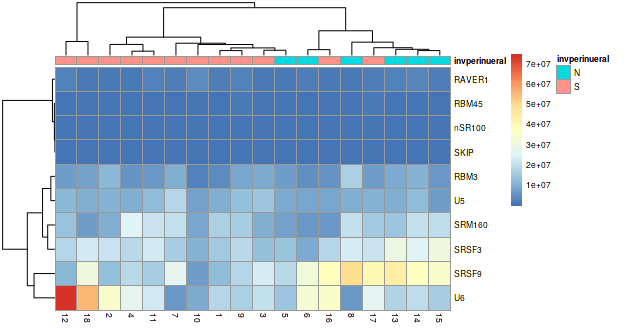 invperinueral
invperinueral
N
S
7e+07
6e+07
5e+07
4e+07
3e+07
2e+07
1e+07
RAVER1
RBM45
nSR100
SKIP
RBM3
U5
SRM160
SRSF3
SRSF9
U6
12 18 2 4 11 7 10 1 9 3 5 6 16 8 17 13 14 15